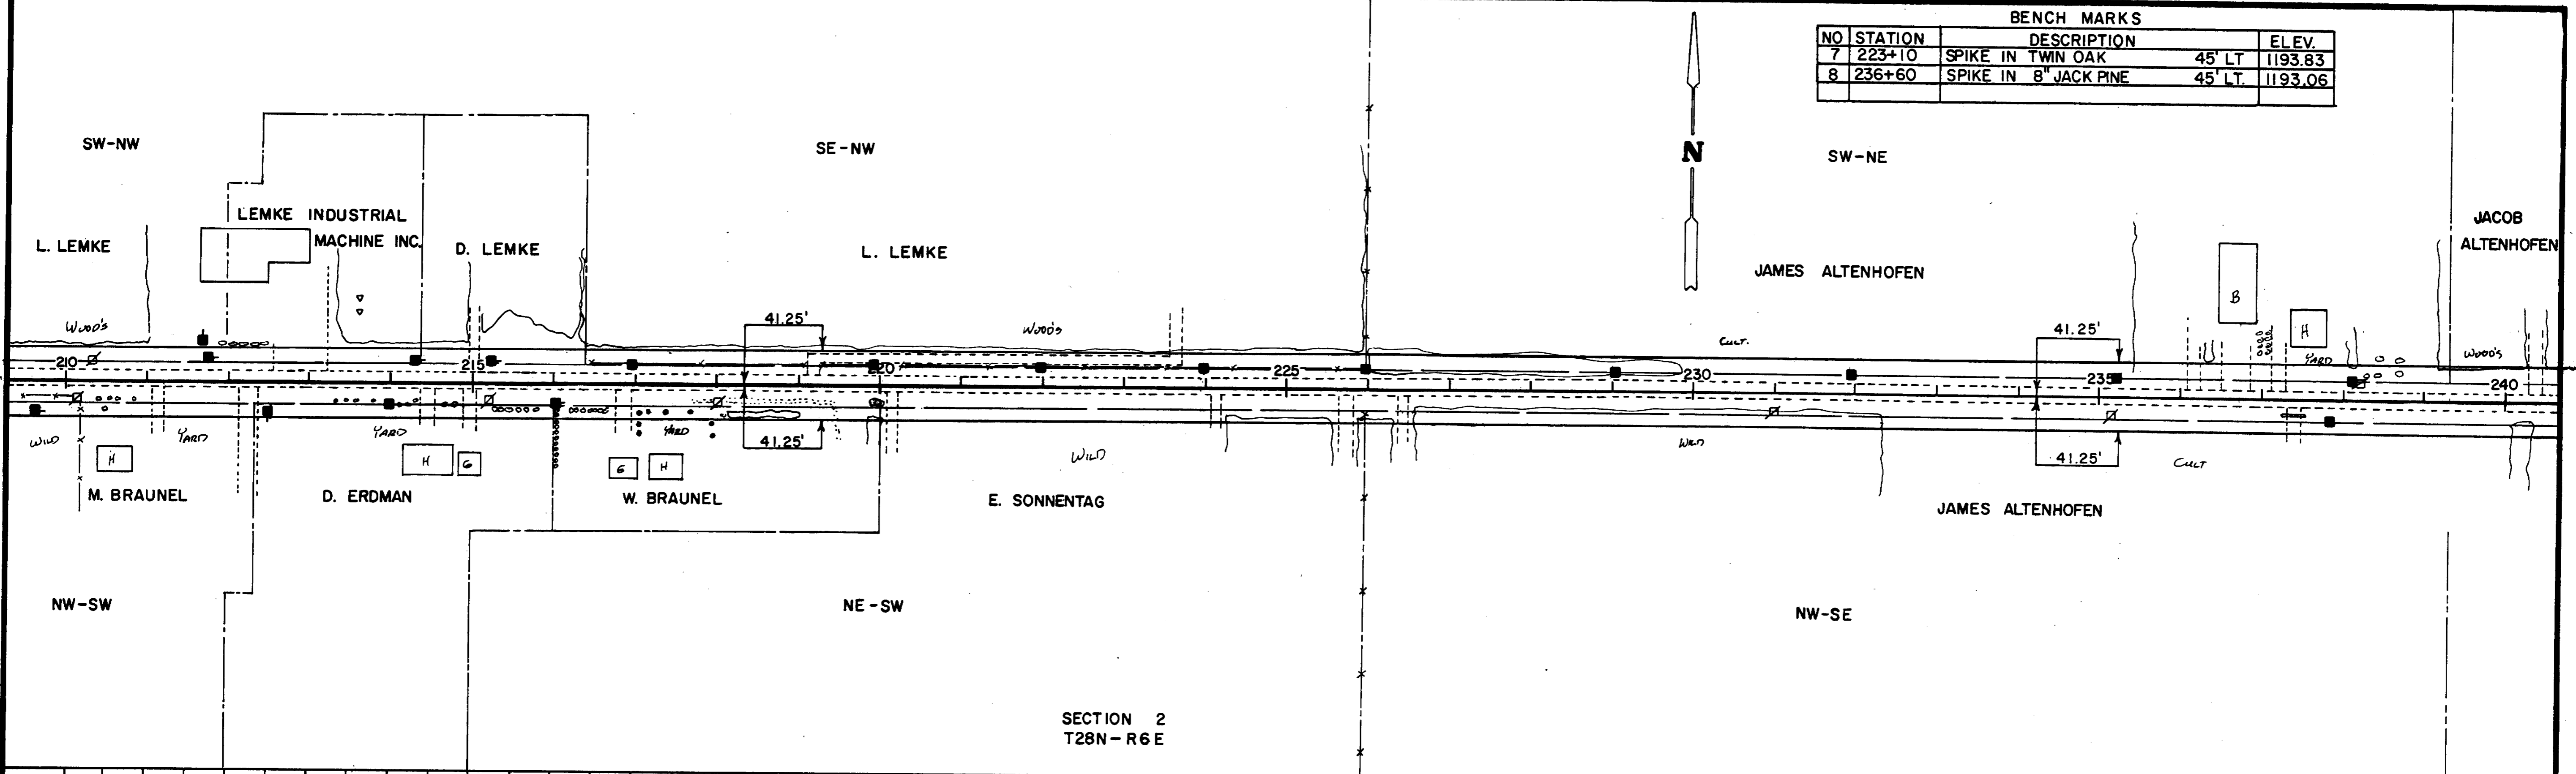 BENCH MARKS
NO STATION DESCRIPTION ELEV.
7 223+10 SPIKE IN TWIN OAK 45' LT 1193.83
8 236+60 SPIKE IN 8" JACK PINE 45' LT. 1193.06
SW-NW
SE-NW
N
SW-NE
LEMKE INDUSTRIAL
MACHINE INC.
L. LEMKE
D. LEMKE
L. LEMKE
JAMES ALTENHOFEN
JACOB
ALTENHOFEN
B
H
WOOD'S
41.25'
WOOD'S
CULT.
41.25'
YARD
WOOD'S
210
215
220
225
230
235
240
WILD
YARD
YARD
YARD
41.25'
WILD
WILD
41.25'
CULT
H
H
G
G
H
M. BRAUNEL
D. ERDMAN
W. BRAUNEL
E. SONNENTAG
JAMES ALTENHOFEN
NW-SW
NE-SW
NW-SE
SECTION 2
T28N-R6E